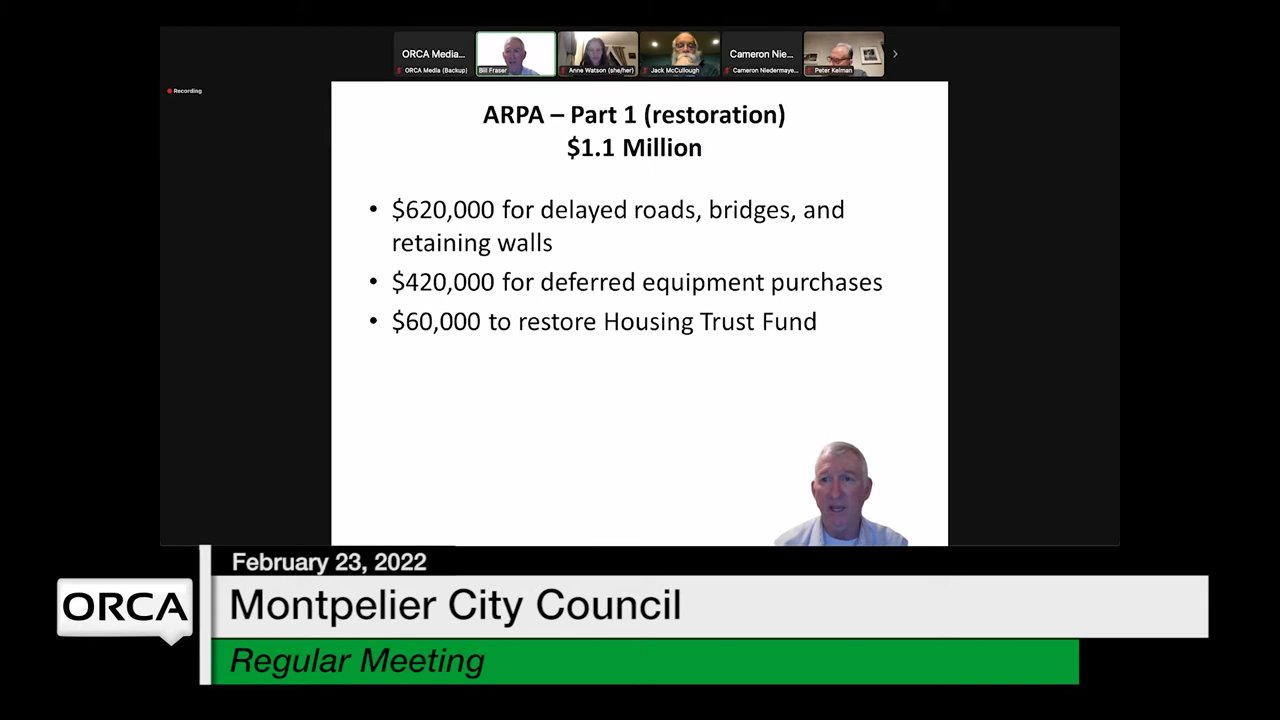 ORCA Media...
Cameron Nie...
ORCA Media (Backup)
Bill Fraser
Anne Watson (she/her)
Jack McCullough
Cameron Niedermaye...
Peter Kelman
Recording
ARPA – Part 1 (restoration)
$1.1 Million
• $620,000 for delayed roads, bridges, and
retaining walls
• $420,000 for deferred equipment purchases
• $60,000 to restore Housing Trust Fund
February 23, 2022
ORCA
Montpelier City Council
Regular Meeting